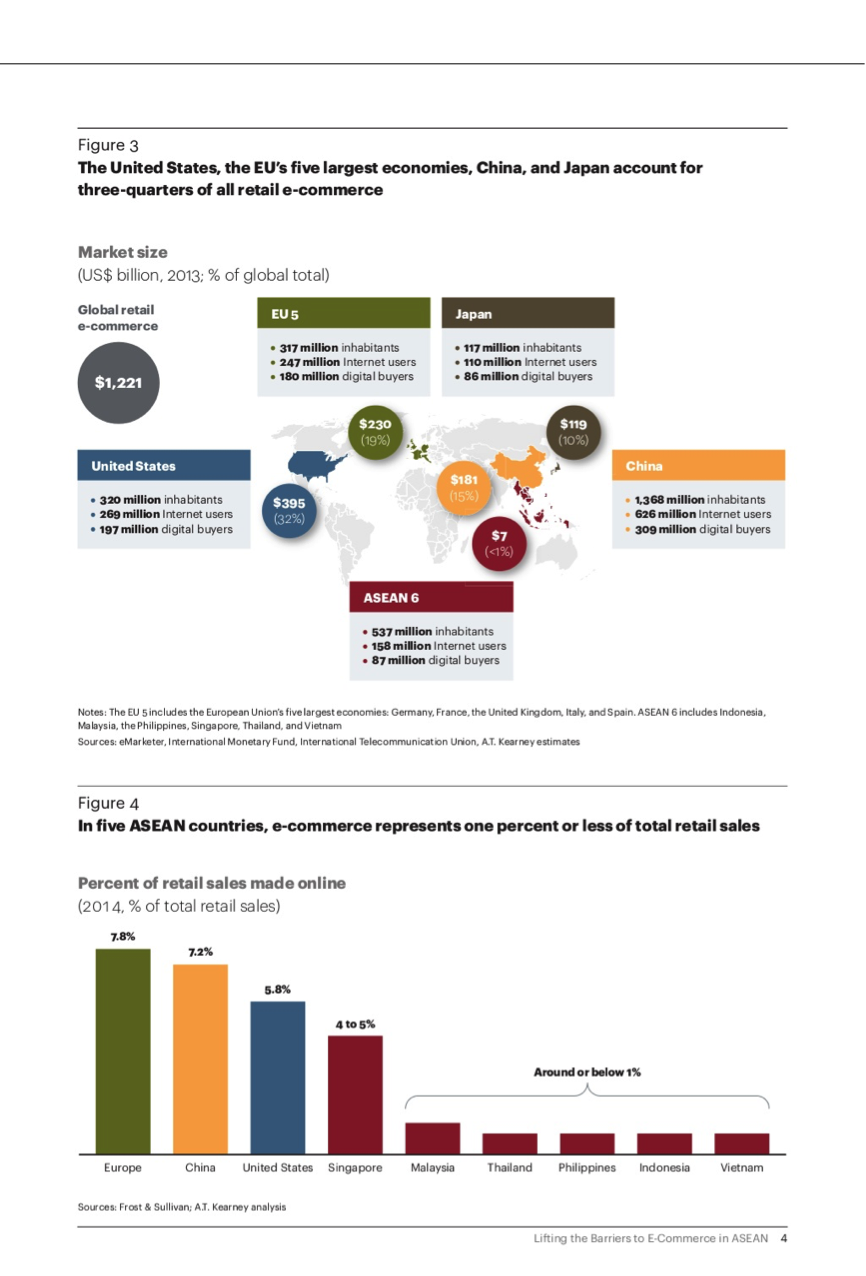 Figure 3
The United States, the EU's five largest economies, China, and Japan account for
three-quarters of all retail e-commerce
Market size
(US$ billion, 2013; % of global total)
Global retail
e-commerce
$1,221
EU 5
• 317 million inhabitants
• 247 million Internet users
• 180 million digital buyers
Japan
• 117 million inhabitants
• 110 million Internet users
• 86 million digital buyers
$230
(19%)
$119
(10%)
United States
• 320 million inhabitants
• 269 million Internet users
• 197 million digital buyers
$395
(32%)
$181
(15%)
$7
(<1%)
China
• 1,368 million inhabitants
• 626 million Internet users
• 309 million digital buyers
ASEAN 6
• 537 million inhabitants
• 158 million Internet users
• 87 million digital buyers
Notes: The EU 5 includes the European Union's five largest economies: Germany, France, the United Kingdom, Italy, and Spain. ASEAN 6 includes Indonesia,
Malaysia, the Philippines, Singapore, Thailand, and Vietnam
Sources: eMarketer, International Monetary Fund, International Telecommunication Union, A.T. Kearney estimates
Figure 4
In five ASEAN countries, e-commerce represents one percent or less of total retail sales
Percent of retail sales made online
(2014, % of total retail sales)
7.8%
7.2%
5.8%
4 to 5%
Around or below 1%
Europe China United States Singapore Malaysia Thailand Philippines Indonesia Vietnam
Sources: Frost & Sullivan; A.T. Kearney analysis
Lifting the Barriers to E-Commerce in ASEAN 4